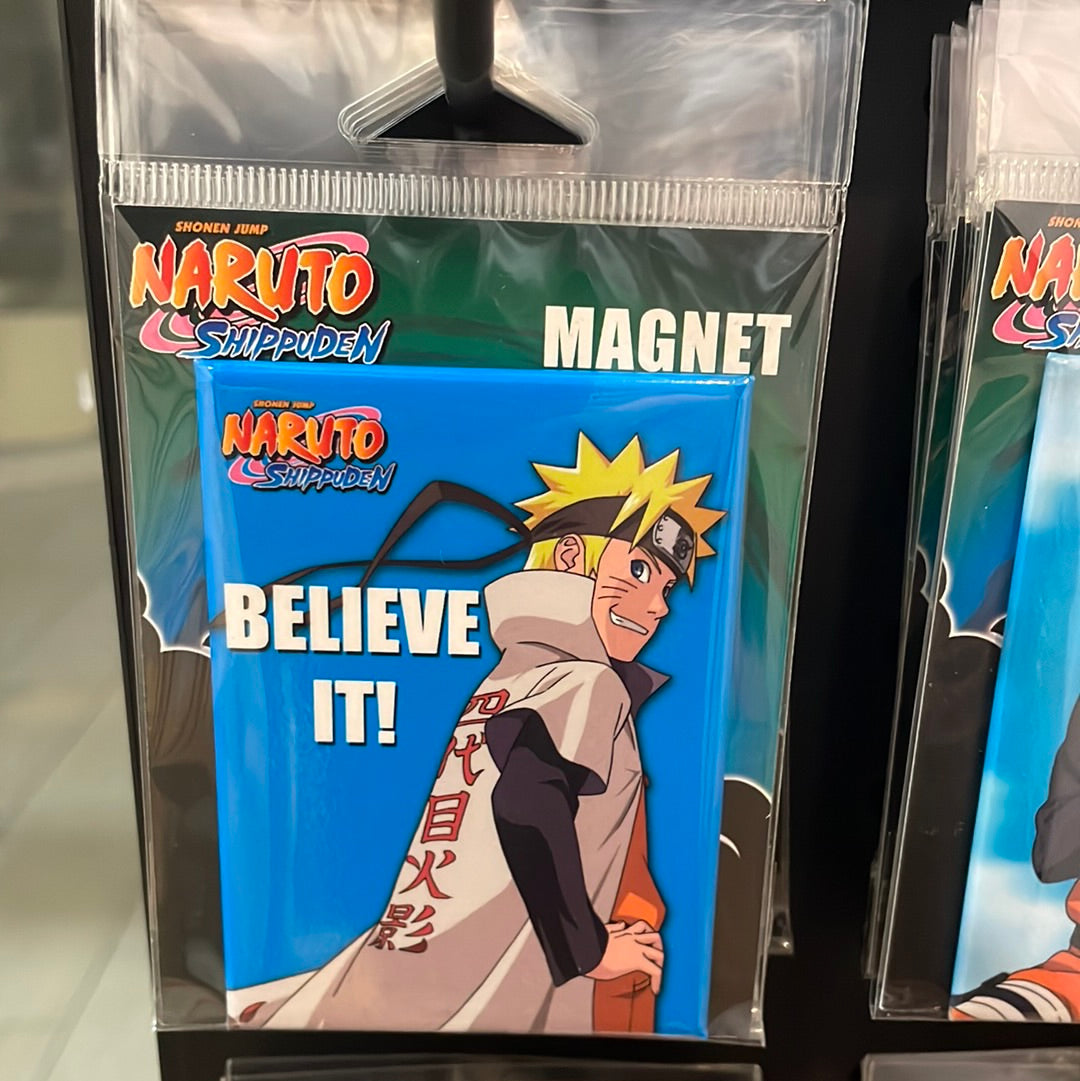 SHONEN JUMP
NARUTO
SHIPPUDEN
MAGNET
SHONEN JUMP
NARUTO
SHIPPUDEN
BELIEVE
IT!
四代目火影